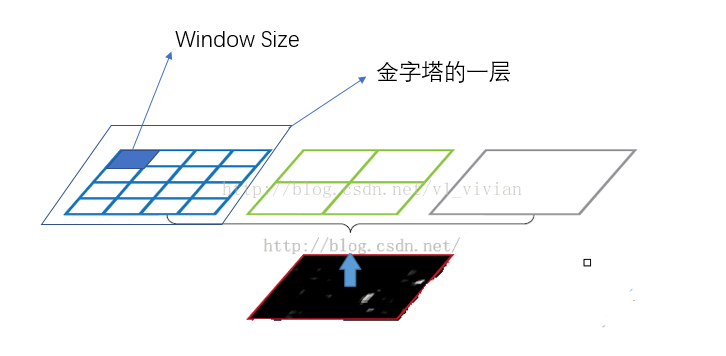 Window Size
金字塔的一层
http://blog.csdn.net/yl_vivian
http://blog.csdn.net/